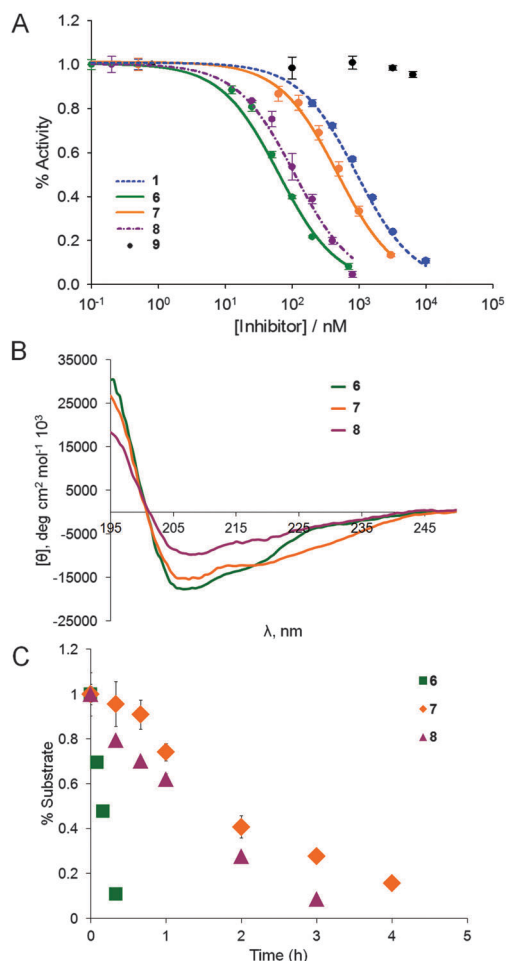 A
1.2
1.0
0.8
0.6
0.4
0.2
0.0
% Activity
1
6
7
8
9
10⁻¹ 10⁰ 10¹ 10² 10³ 10⁴ 10⁵
[Inhibitor] / nM
B
35000
25000
15000
5000
-5000
-15000
-25000
[θ], deg cm² mol⁻¹ 10³
6
7
8
195 205 215 225 235 245
λ, nm
C
1.2
1
0.8
0.6
0.4
0.2
0
% Substrate
6
7
8
0 1 2 3 4 5
Time (h)